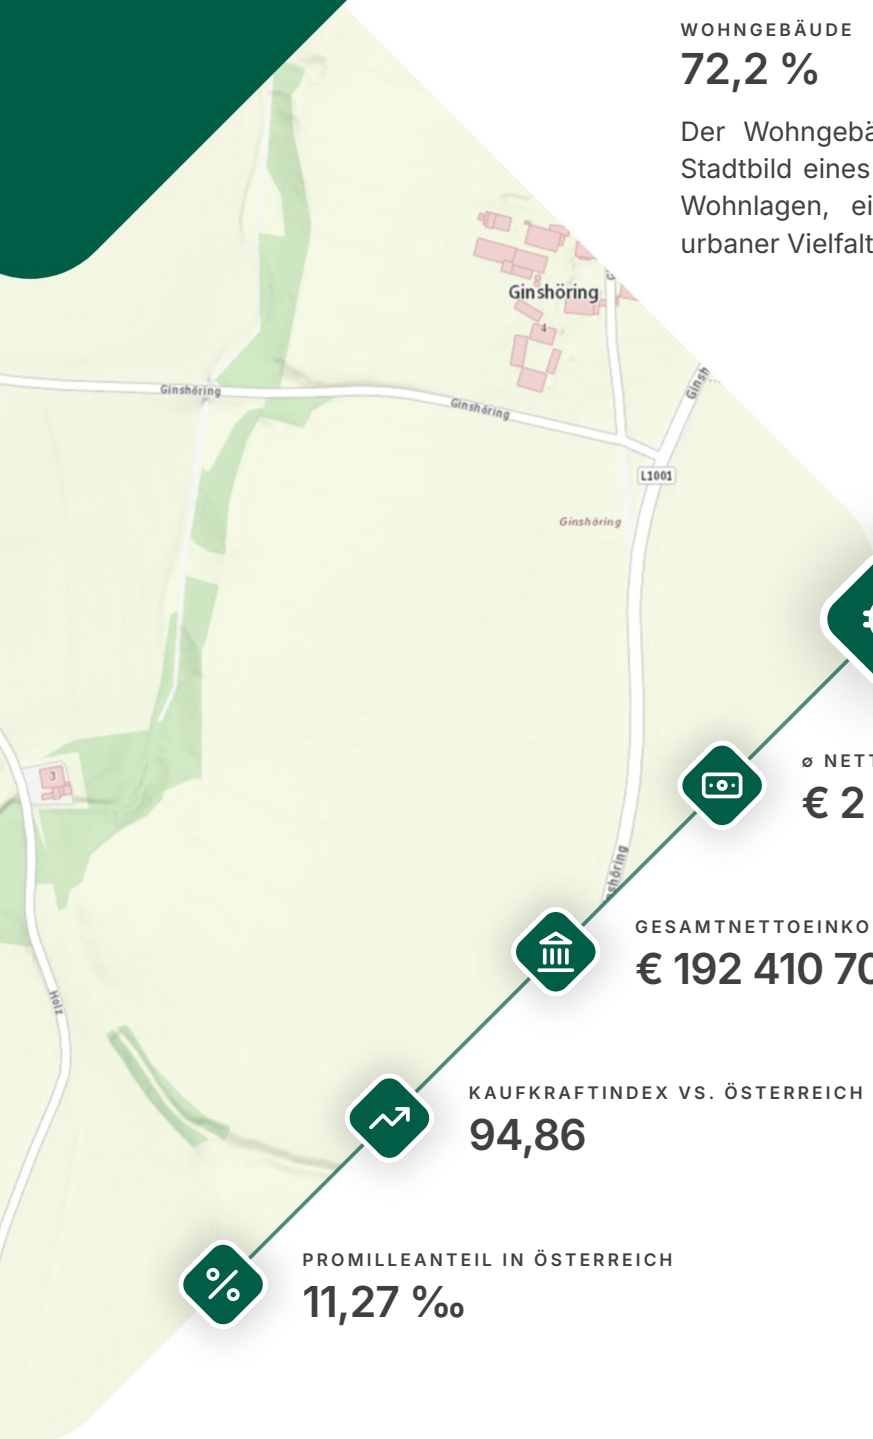 WOHNGEBÄUDE
72,2 %
Der Wohngebä
Stadtbild eines
Wohnlagen, ei
urbaner Vielfalt
Ginshöring
4
Ginshöring
Ginshöring
Ginsh
L1001
Ginshöring
3
ø NETT
€ 2
shöring
GESAMTNETTOEINKO
€ 192 410 70
Holz
KAUFKRAFTINDEX VS. ÖSTERREICH
94,86
PROMILLEANTEIL IN ÖSTERREICH
11,27 ‰